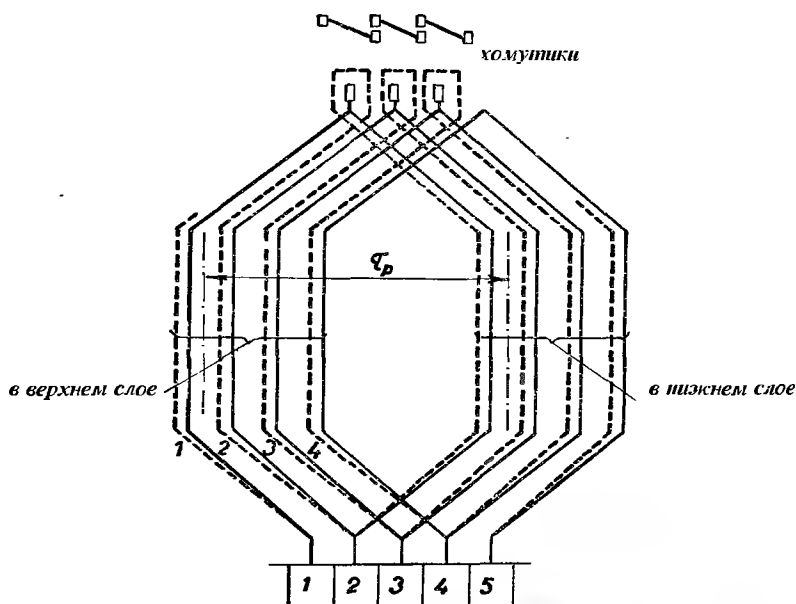 хомутики
τp
в верхнем слое
в нижнем слое
1 2 3 4
1 2 3 4 5